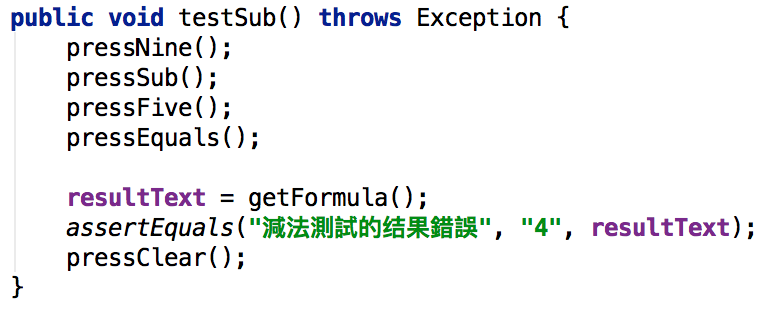 public void testSub() throws Exception {
pressNine();
pressSub();
pressFive();
pressEquals();
resultText = getFormula();
assertEquals("減法測試的结果錯誤", "4", resultText);
pressClear();
}